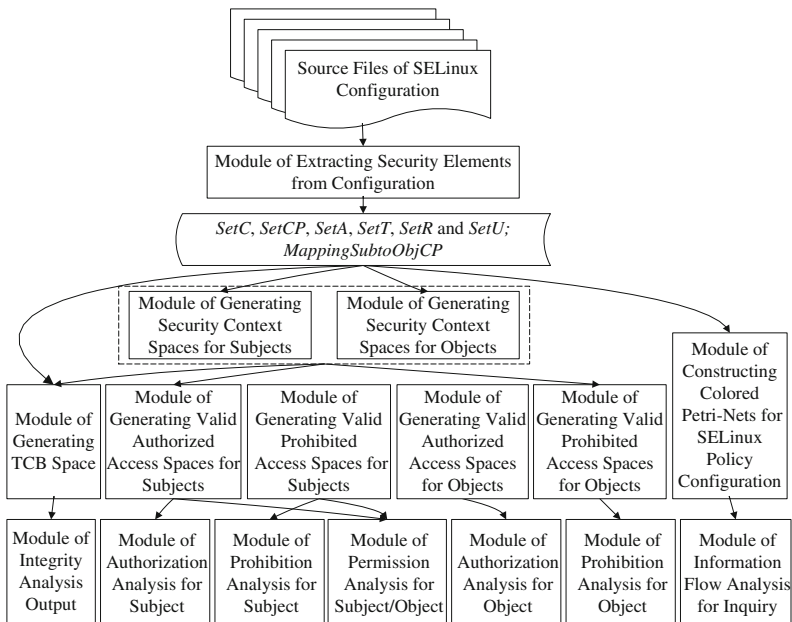 Source Files of SELinux
Configuration
Module of Extracting Security Elements
from Configuration
SetC, SetCP, SetA, SetT, SetR and SetU;
MappingSubtoObjCP
Module of Generating
Security Context
Spaces for Subjects
Module of Generating
Security Context
Spaces for Objects
Module of
Constructing
Colored
Petri-Nets for
SELinux
Policy
Configuration
Module of
Generating
TCB Space
Module of
Generating Valid
Authorized
Access Spaces for
Subjects
Module of
Generating Valid
Prohibited
Access Spaces for
Subjects
Module of
Generating Valid
Authorized
Access Spaces
for Objects
Module of
Generating Valid
Prohibited
Access Spaces
for Objects
Module of
Integrity
Analysis
Output
Module of
Authorization
Analysis for
Subject
Module of
Prohibition
Analysis for
Subject
Module of
Permission
Analysis for
Subject/Object
Module of
Authorization
Analysis for
Object
Module of
Prohibition
Analysis for
Object
Module of
Information
Flow Analysis
for Inquiry